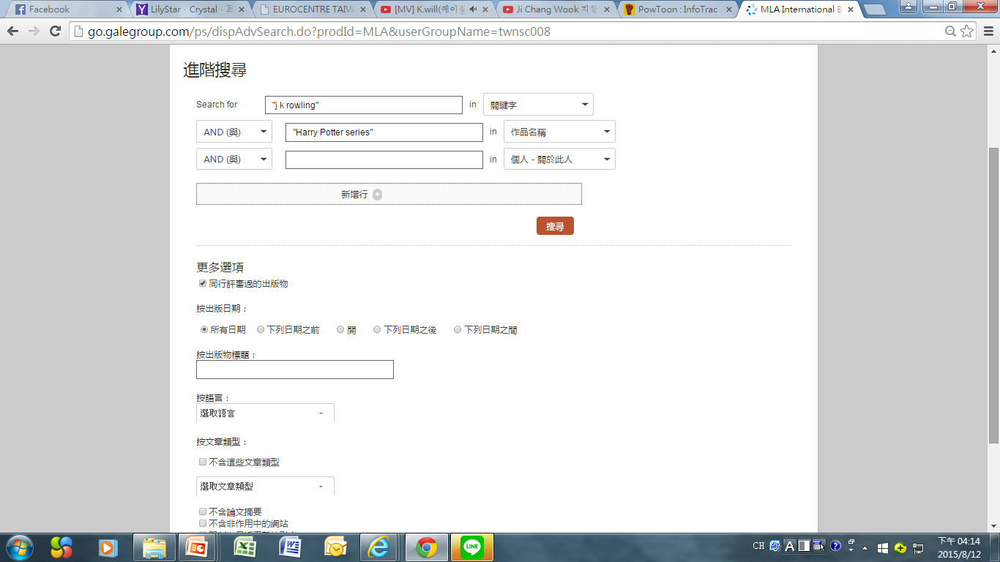 Facebook
LilyStar - Crystal - 프
EUROCENTRE TAIW
[MV] K.will(케이윌
Ji Chang Wook 지창
PowToon : InfoTrac
MLA International B
go.galegroup.com/ps/dispAdvSearch.do?prodId=MLA&userGroupName=twnsc008
進階搜尋
Search for "j k rowling" in 關鍵字
AND (與) "Harry Potter series" in 作品名稱
AND (與) in 個人 - 關於此人
新增行
搜尋
更多選項
同行評審過的出版物
按出版日期：
所有日期 下列日期之前 開 下列日期之後 下列日期之間
按出版物標題：
按語言：
選取語言
按文章類型：
不含這些文章類型
選取文章類型
不含論文摘要
不含非作用中的網站
CH
A
LINE
下午 04:14
2015/8/12